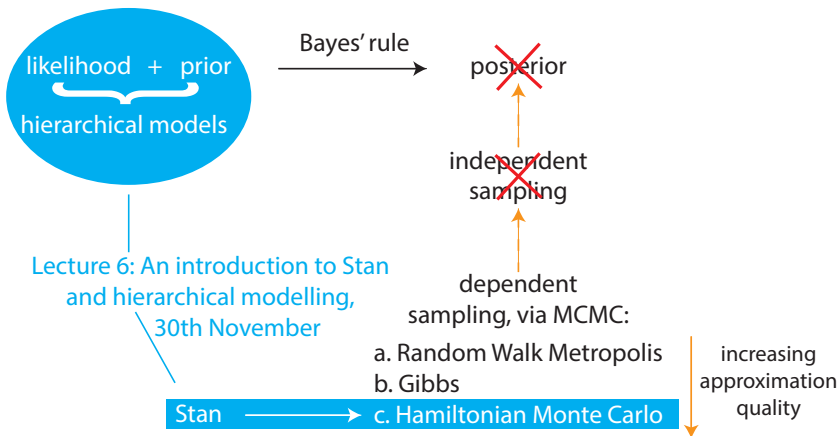 Bayes’ rule
likelihood + prior
posterior
hierarchical models
independent
sampling
Lecture 6: An introduction to Stan
and hierarchical modelling,
30th November
dependent
sampling, via MCMC:
a. Random Walk Metropolis
b. Gibbs
Stan
c. Hamiltonian Monte Carlo
increasing
approximation
quality